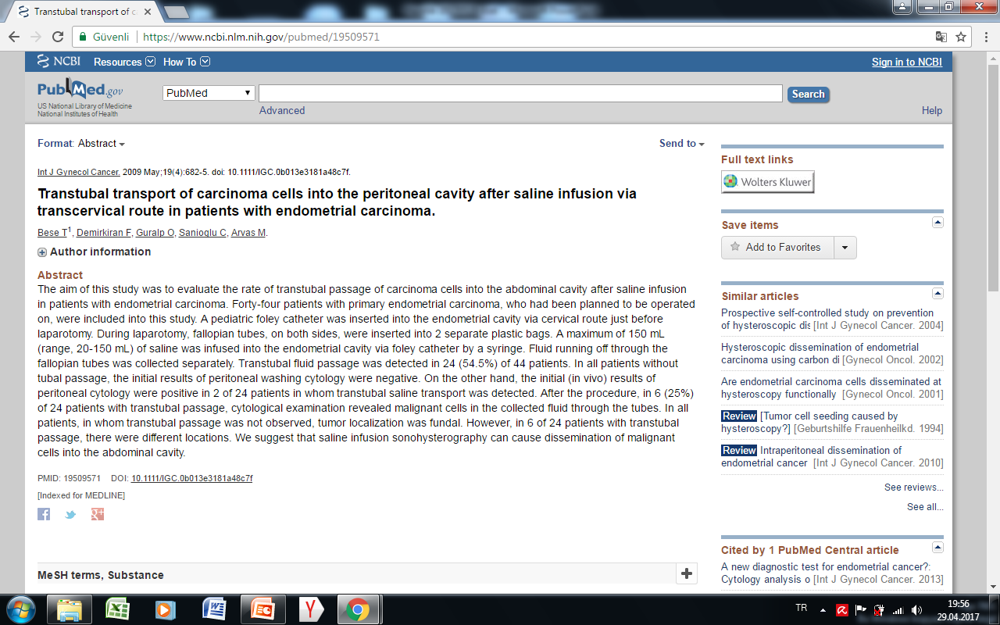 Transtubal transport of c
Güvenli
https://www.ncbi.nlm.nih.gov/pubmed/19509571
NCBI Resources How To Sign in to NCBI
PubMed.gov
US National Library of Medicine
National Institutes of Health
PubMed
Search
Advanced
Help
Format: Abstract
Send to
Int J Gynecol Cancer. 2009 May;19(4):682-5. doi: 10.1111/IGC.0b013e3181a48c7f.
Transtubal transport of carcinoma cells into the peritoneal cavity after saline infusion via
transcervical route in patients with endometrial carcinoma.
Bese T1, Demirkiran F, Guralp O, Sanioglu C, Arvas M.
Author information
Abstract
The aim of this study was to evaluate the rate of transtubal passage of carcinoma cells into the abdominal cavity after saline infusion
in patients with endometrial carcinoma. Forty-four patients with primary endometrial carcinoma, who had been planned to be operated
on, were included into this study. A pediatric foley catheter was inserted into the endometrial cavity via cervical route just before
laparotomy. During laparotomy, fallopian tubes, on both sides, were inserted into 2 separate plastic bags. A maximum of 150 mL
(range, 20-150 mL) of saline was infused into the endometrial cavity via foley catheter by a syringe. Fluid running off through the
fallopian tubes was collected separately. Transtubal fluid passage was detected in 24 (54.5%) of 44 patients. In all patients without
tubal passage, the initial results of peritoneal washing cytology were negative. On the other hand, the initial (in vivo) results of
peritoneal cytology were positive in 2 of 24 patients in whom transtubal saline transport was detected. After the procedure, in 6 (25%)
of 24 patients with transtubal passage, cytological examination revealed malignant cells in the collected fluid through the tubes. In all
patients, in whom transtubal passage was not observed, tumor localization was fundal. However, in 6 of 24 patients with transtubal
passage, there were different locations. We suggest that saline infusion sonohysterography can cause dissemination of malignant
cells into the abdominal cavity.
PMID: 19509571 DOI: 10.1111/IGC.0b013e3181a48c7f
[Indexed for MEDLINE]
MeSH terms, Substance
Full text links
Wolters Kluwer
Save items
Add to Favorites
Similar articles
Prospective self-controlled study on prevention
of hysteroscopic dis [Int J Gynecol Cancer. 2004]
Hysteroscopic dissemination of endometrial
carcinoma using carbon di [Gynecol Oncol. 2002]
Are endometrial carcinoma cells disseminated at
hysteroscopy functionally [Gynecol Oncol. 2001]
Review [Tumor cell seeding caused by
hysteroscopy?] [Geburtshilfe Frauenheilkd. 1994]
Review Intraperitoneal dissemination of
endometrial cancer [Int J Gynecol Cancer. 2010]
See reviews...
See all...
Cited by 1 PubMed Central article
A new diagnostic test for endometrial cancer?:
Cytology analysis o [Int J Gynecol Cancer. 2013]
TR
19:56
29.04.2017